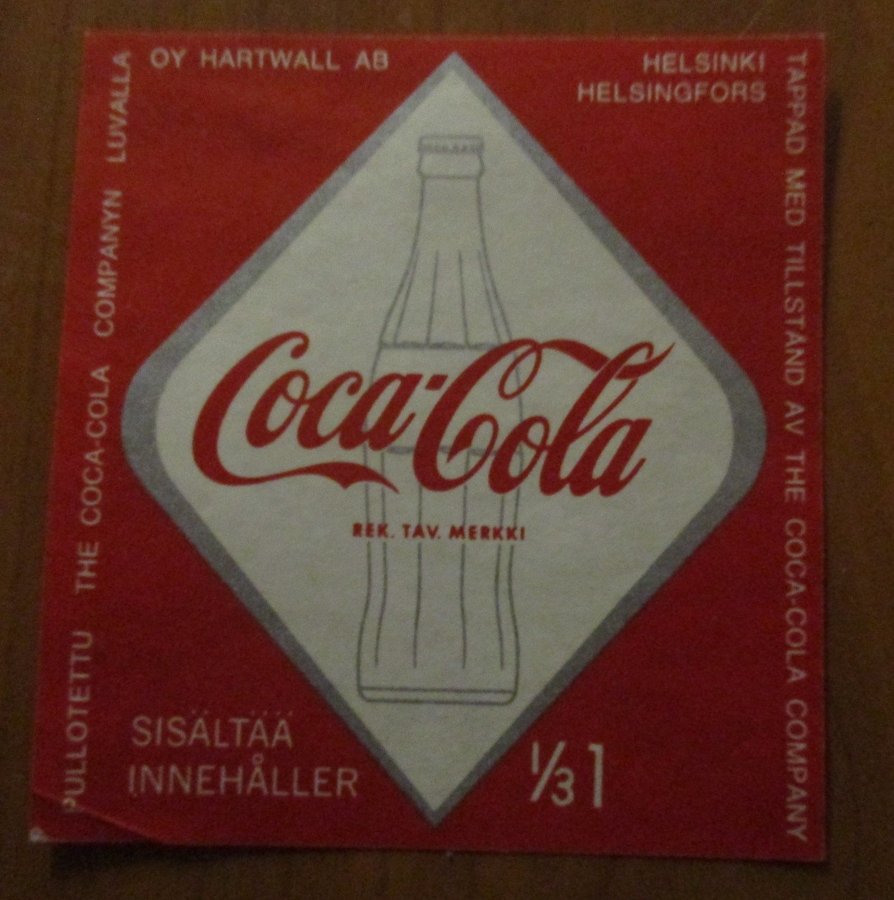 OY HARTWALL AB
HELSINKI
HELSINGFORS
PULLOTETTU THE COCA-COLA COMPANYN LUVALLA
TAPPAD MED TILLSTÅND AV THE COCA-COLA COMPANY
Coca-Cola
REK. TAV. MERKKI
SISÄLTÄÄ
INNEHÅLLER
1/3 l